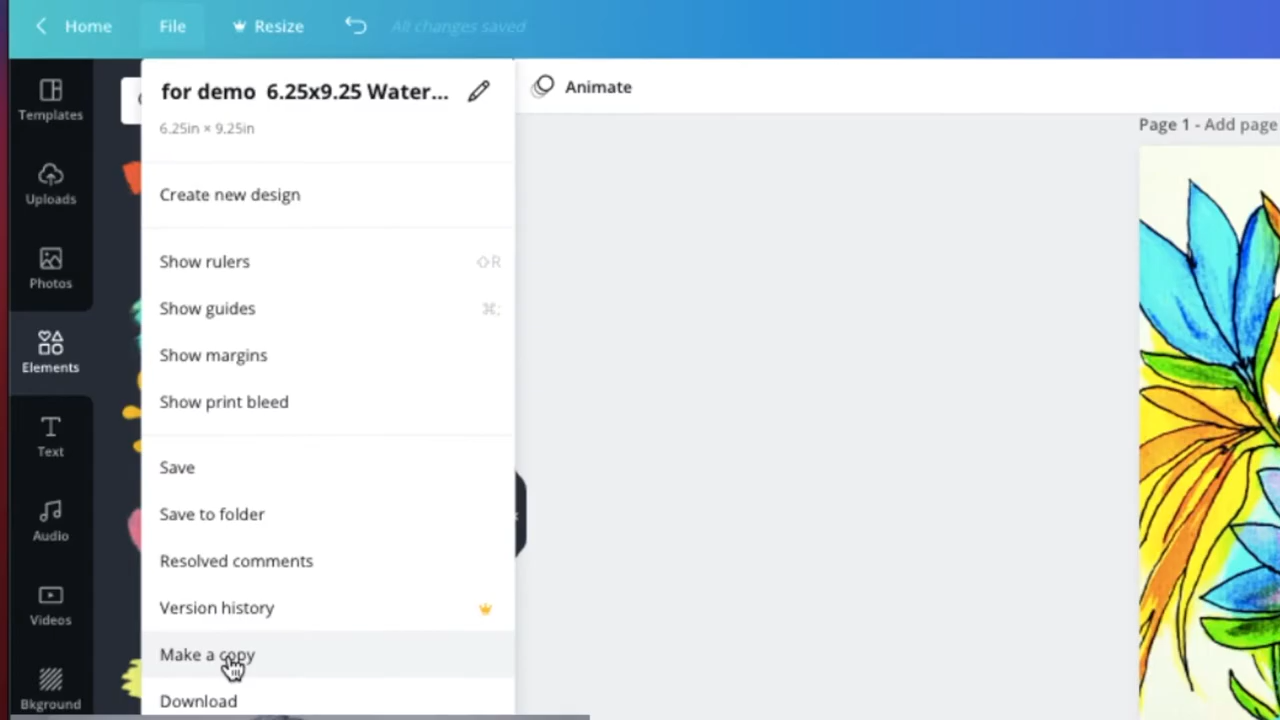 Home
File
Resize
All changes saved
Templates
Uploads
Photos
Elements
Text
Audio
Videos
Bkground
for demo 6.25x9.25 Water...
6.25in × 9.25in
Create new design
Show rulers ⇧R
Show guides ⌘;
Show margins
Show print bleed
Save
Save to folder
Resolved comments
Version history
Make a copy
Download
Animate
Page 1 - Add page